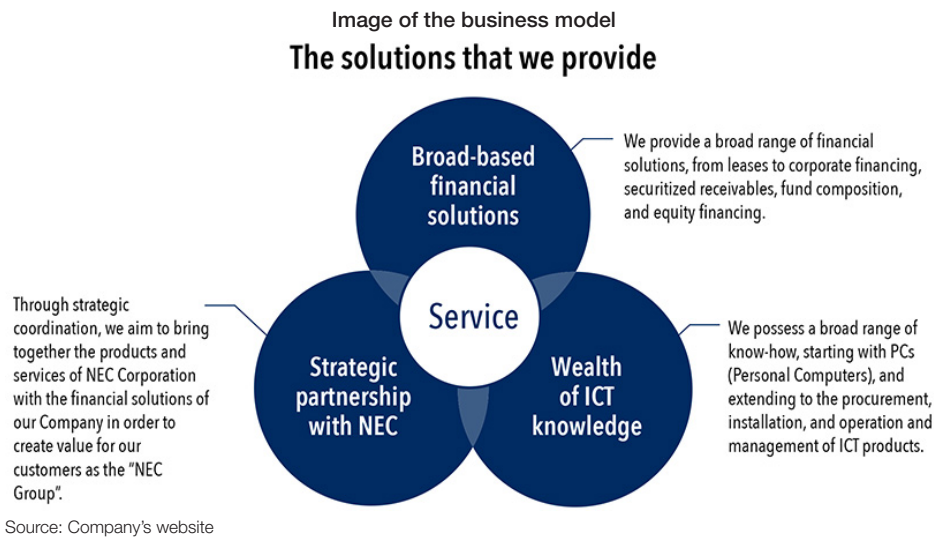 Image of the business model
The solutions that we provide
Broad-based
financial
solutions
We provide a broad range of financial
solutions, from leases to corporate financing,
securitized receivables, fund composition,
and equity financing.
Service
Through strategic
coordination, we aim to bring
together the products and
services of NEC Corporation
with the financial solutions of
our Company in order to
create value for our
customers as the “NEC
Group”.
Strategic
partnership
with NEC
Wealth
of ICT
knowledge
We possess a broad range of
know-how, starting with PCs
(Personal Computers), and
extending to the procurement,
installation, and operation and
management of ICT products.
Source: Company’s website